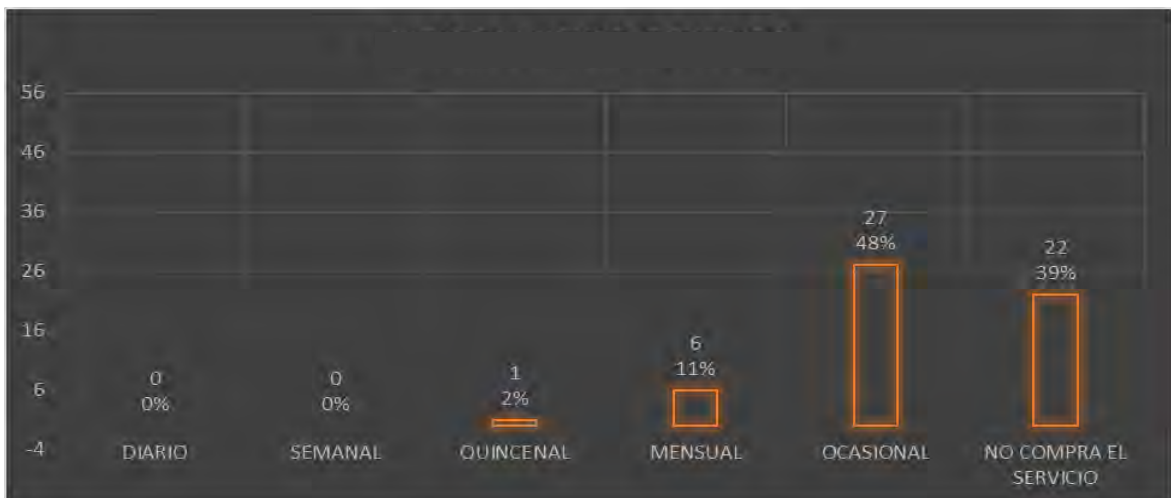 56
46
36
26
16
6
-4
0
0%
0
0%
1
2%
6
11%
27
48%
22
39%
DIARIO
SEMANAL
QUINCENAL
MENSUAL
OCASIONAL
NO COMPRA EL
SERVICIO